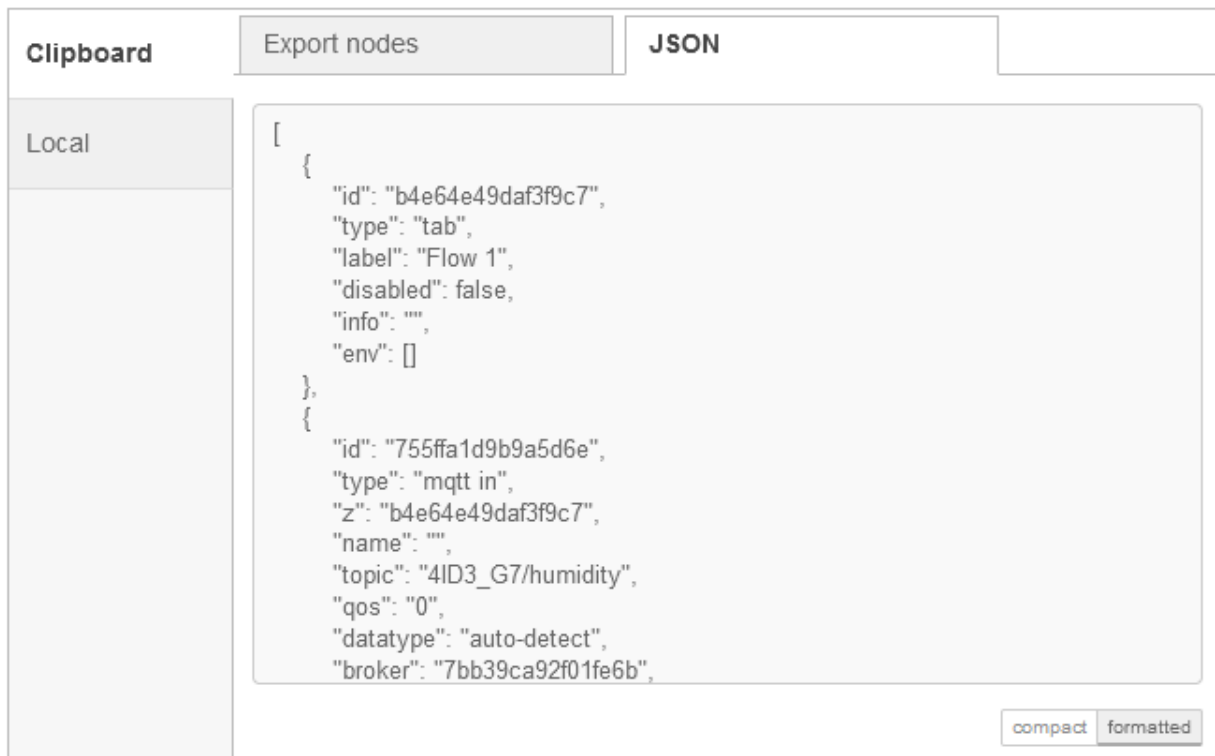 Clipboard
Export nodes
JSON
Local
[
{
"id": "b4e64e49daf3f9c7",
"type": "tab",
"label": "Flow 1",
"disabled": false,
"info": "",
"env": []
},
{
"id": "755ffa1d9b9a5d6e",
"type": "mqtt in",
"z": "b4e64e49daf3f9c7",
"name": "",
"topic": "4ID3_G7/humidity",
"qos": "0",
"datatype": "auto-detect",
"broker": "7bb39ca92f01fe6b",
compact
formatted